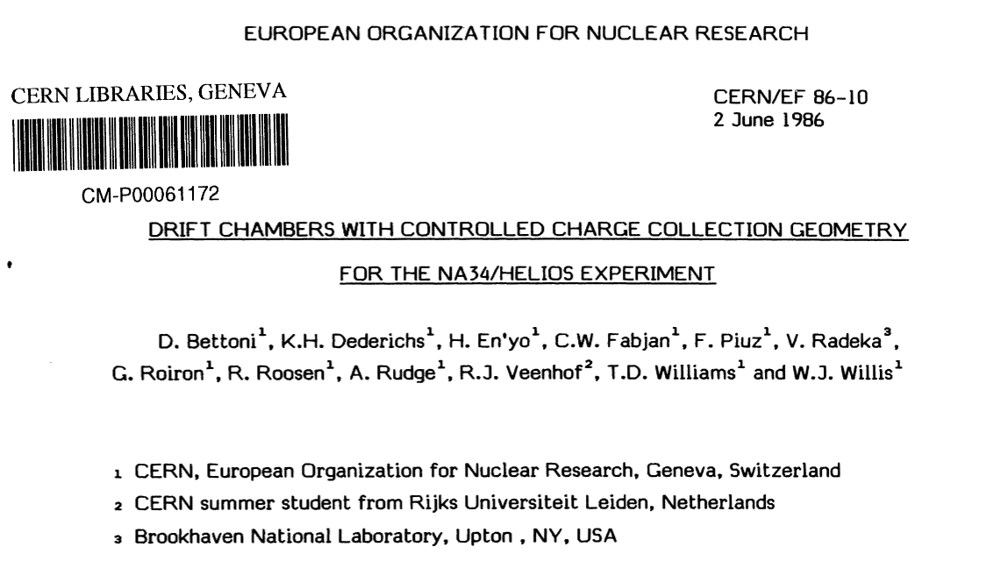 EUROPEAN ORGANIZATION FOR NUCLEAR RESEARCH
CERN LIBRARIES, GENEVA
CERN/EF 86-10
2 June 1986
CM-P00061172
DRIFT CHAMBERS WITH CONTROLLED CHARGE COLLECTION GEOMETRY
FOR THE NA34/HELIOS EXPERIMENT
D. Bettoni¹, K.H. Dederichs¹, H. En'yo¹, C.W. Fabjan¹, F. Piuz¹, V. Radeka³,
G. Roiron¹, R. Roosen¹, A. Rudge¹, R.J. Veenhof², T.D. Williams¹ and W.J. Willis¹
1 CERN, European Organization for Nuclear Research, Geneva, Switzerland
2 CERN summer student from Rijks Universiteit Leiden, Netherlands
3 Brookhaven National Laboratory, Upton , NY, USA